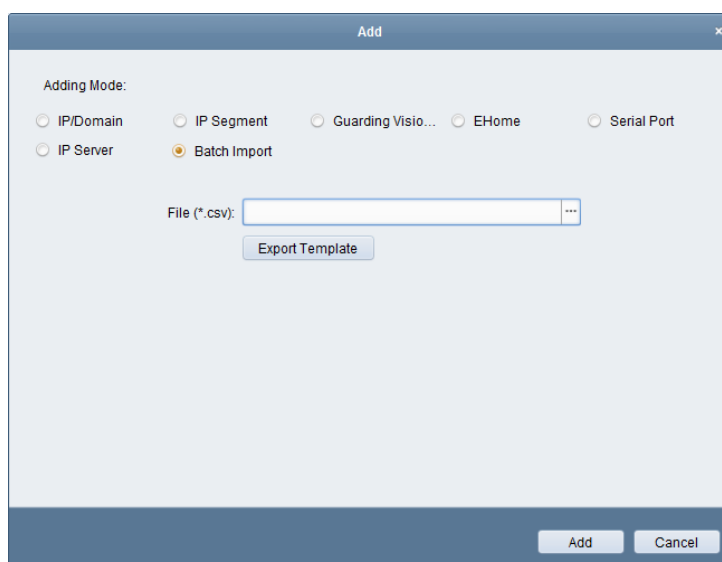 Add
×
Adding Mode:
IP/Domain IP Segment Guarding Visio... EHome Serial Port
IP Server Batch Import
File (*.csv): ...
Export Template
Add Cancel